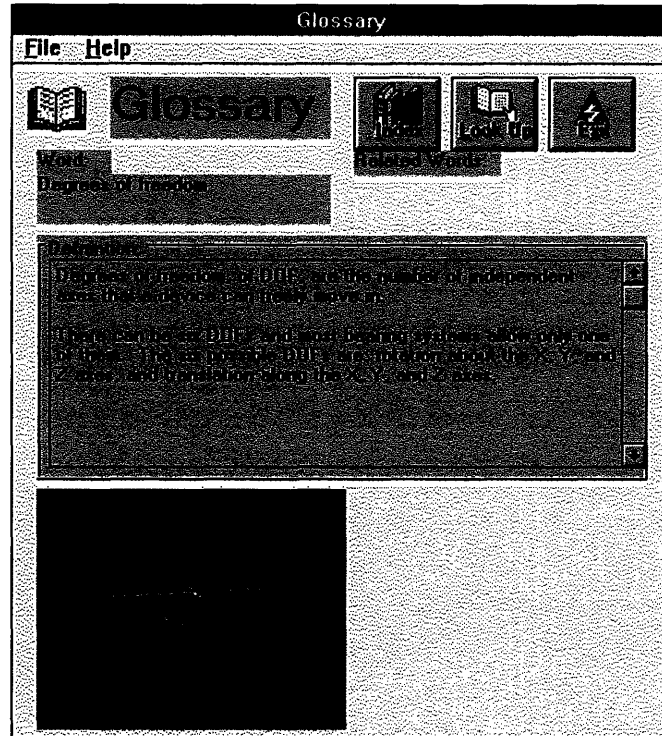 Glossary
File Help
Glossary
Index
Look Up
Exit
Word:
Related Words:
Degrees of freedom
Definition:
Degrees of freedom, or DOF, are the number of independent
axes that a device can freely move in.
There can be six DOFs and most bearing systems allow only one
of these. The six possible DOFs are: rotation about the X, Y, and
Z axes, and translation along the X, Y, and Z axes.